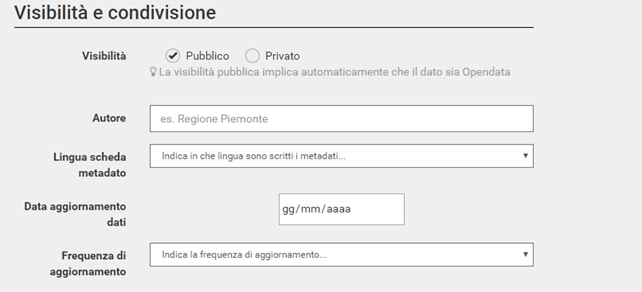 Visibilità e condivisione
Visibilità Pubblico Privato
La visibilità pubblica implica automaticamente che il dato sia Opendata
Autore es. Regione Piemonte
Lingua scheda metadato Indica in che lingua sono scritti i metadati...
Data aggiornamento dati gg/mm/aaaa
Frequenza di aggiornamento Indica la frequenza di aggiornamento...